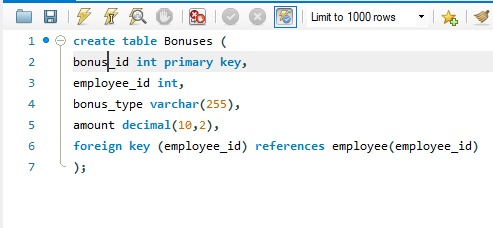 Limit to 1000 rows
1 create table Bonuses (
2 bonus_id int primary key,
3 employee_id int,
4 bonus_type varchar(255),
5 amount decimal(10,2),
6 foreign key (employee_id) references employee(employee_id)
7 );